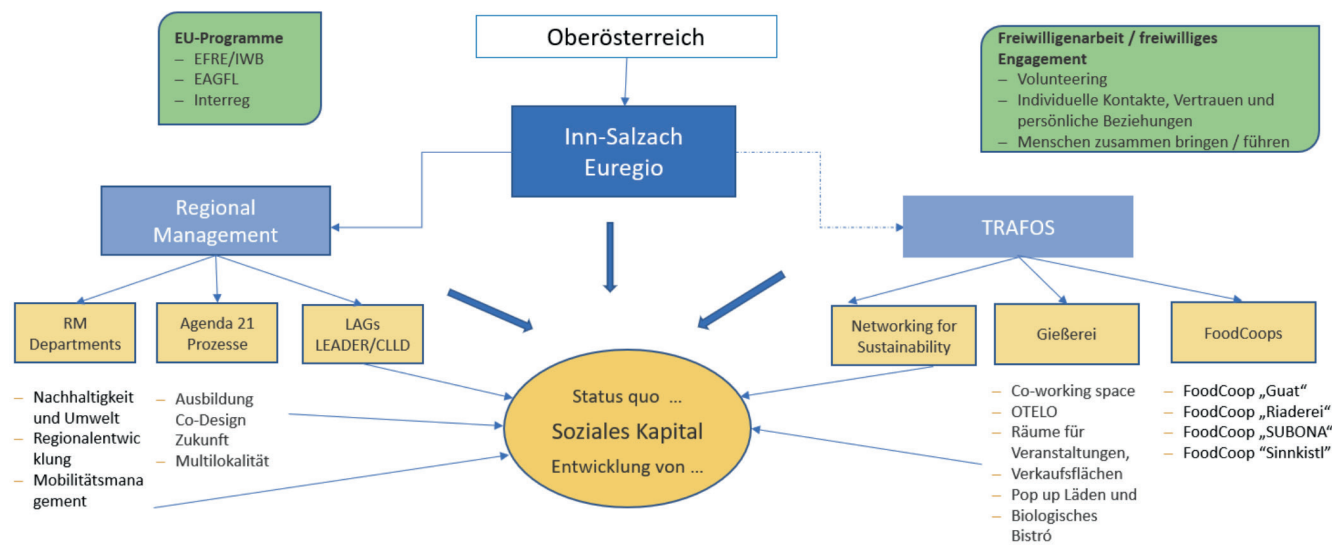 EU-Programme
– EFRE/IWB
– EAGFL
– Interreg
Oberösterreich
Freiwilligenarbeit / freiwilliges
Engagement
– Volunteering
– Individuelle Kontakte, Vertrauen und
persönliche Beziehungen
– Menschen zusammen bringen / führen
Inn-Salzach
Euregio
Regional
Management
TRAFOS
RM
Departments
Agenda 21
Prozesse
LAGs
LEADER/CLLD
Networking for
Sustainability
Gießerei
FoodCoops
– Nachhaltigkeit
und Umwelt
– Regionalentwic
klung
– Mobilitätsmana
gement
– Ausbildung
Co-Design
Zukunft
– Multilokalität
Status quo ...
Soziales Kapital
Entwicklung von ...
– Co-working space
– OTELO
– Räume für
Veranstaltungen,
– Verkaufsflächen
– Pop up Läden und
– Biologisches
Bistró
– FoodCoop „Guat“
– FoodCoop „Riaderei“
– FoodCoop „SUBONA“
– FoodCoop “Sinnkistl”